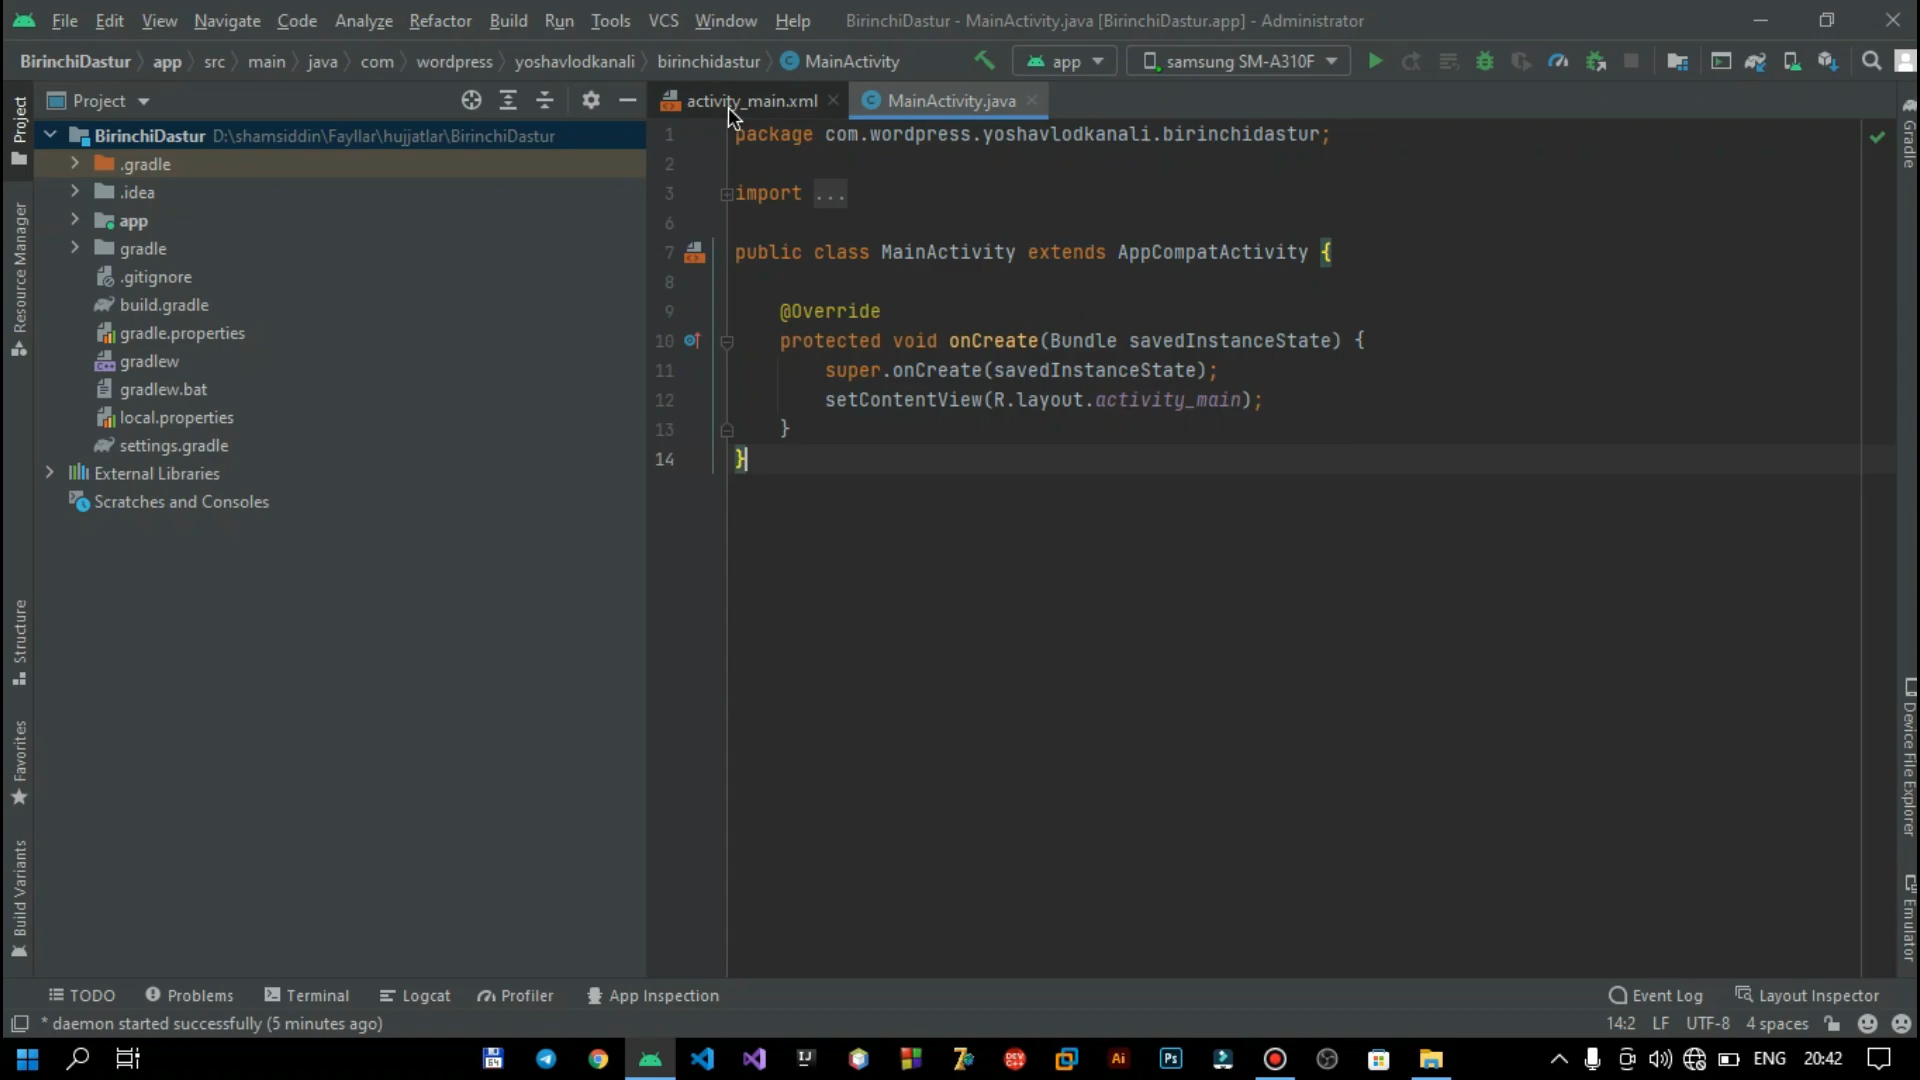 File Edit View Navigate Code Analyze Refactor Build Run Tools VCS Window Help BirinchiDastur - MainActivity.java [BirinchiDastur.app] - Administrator
BirinchiDastur app src main java com wordpress yoshavlodkanali birinchidastur MainActivity app samsung SM-A310F
Project
activity_main.xml MainActivity.java
BirinchiDastur D:\shamsiddin\Fayllar\hujjatlar\BirinchiDastur
.gradle
.idea
app
gradle
.gitignore
build.gradle
gradle.properties
gradlew
gradlew.bat
local.properties
settings.gradle
External Libraries
Scratches and Consoles
1 package com.wordpress.yoshavlodkanali.birinchidastur;
2
3 import ...
6
7 public class MainActivity extends AppCompatActivity {
8
9 @Override
10 protected void onCreate(Bundle savedInstanceState) {
11 super.onCreate(savedInstanceState);
12 setContentView(R.layout.activity_main);
13 }
14 }
Project
Resource Manager
Structure
Favorites
Build Variants
Gradle
Device File Explorer
Emulator
TODO Problems Terminal Logcat Profiler App Inspection Event Log Layout Inspector
* daemon started successfully (5 minutes ago) 14:2 LF UTF-8 4 spaces
64 IJ DEV C++ Ai Ps ENG 20:42